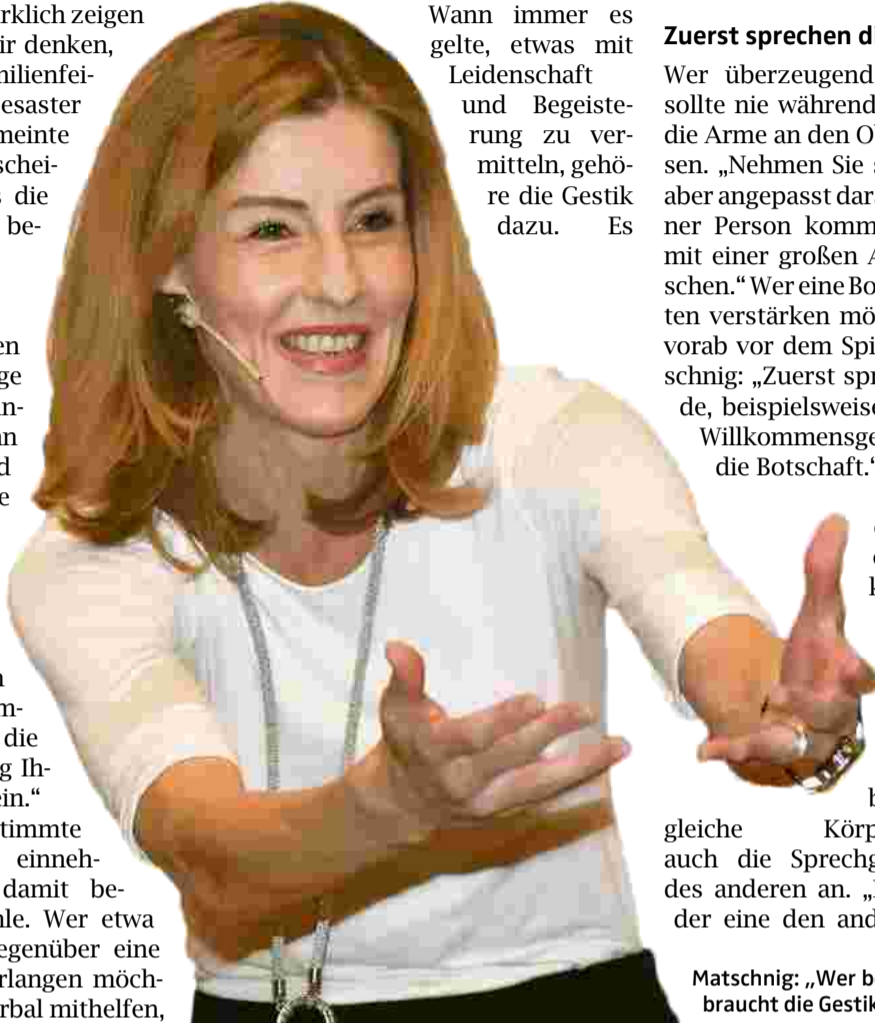 rklich zeigen
ir denken,
milienfei-
esaster
meinte
schei-
s die
be-
en
ge
in-
an
d
e
n
m-
die
g Ih-
ein.“
timmte
einneh-
damit be-
hle. Wer etwa
egenüber eine
erlangen möch-
rbal mithelfen,
Wann immer es
gelte, etwas mit
Leidenschaft
und Begeiste-
rung zu ver-
mitteln, gehö-
re die Gestik
dazu. Es
Zuerst sprechen di
Wer überzeugend
sollte nie während
die Arme an den O
sen. „Nehmen Sie s
aber angepasst dar
ner Person komm
mit einer großen A
schen.“ Wer eine Bo
ten verstärken mö
vorab vor dem Spi
schnig: „Zuerst spr
de, beispielsweise
Willkommensge
die Botschaft.“
k
b
gleiche Körp
auch die Sprechg
des anderen an. „
der eine den and
Matschnig: „Wer b
braucht die Gestik